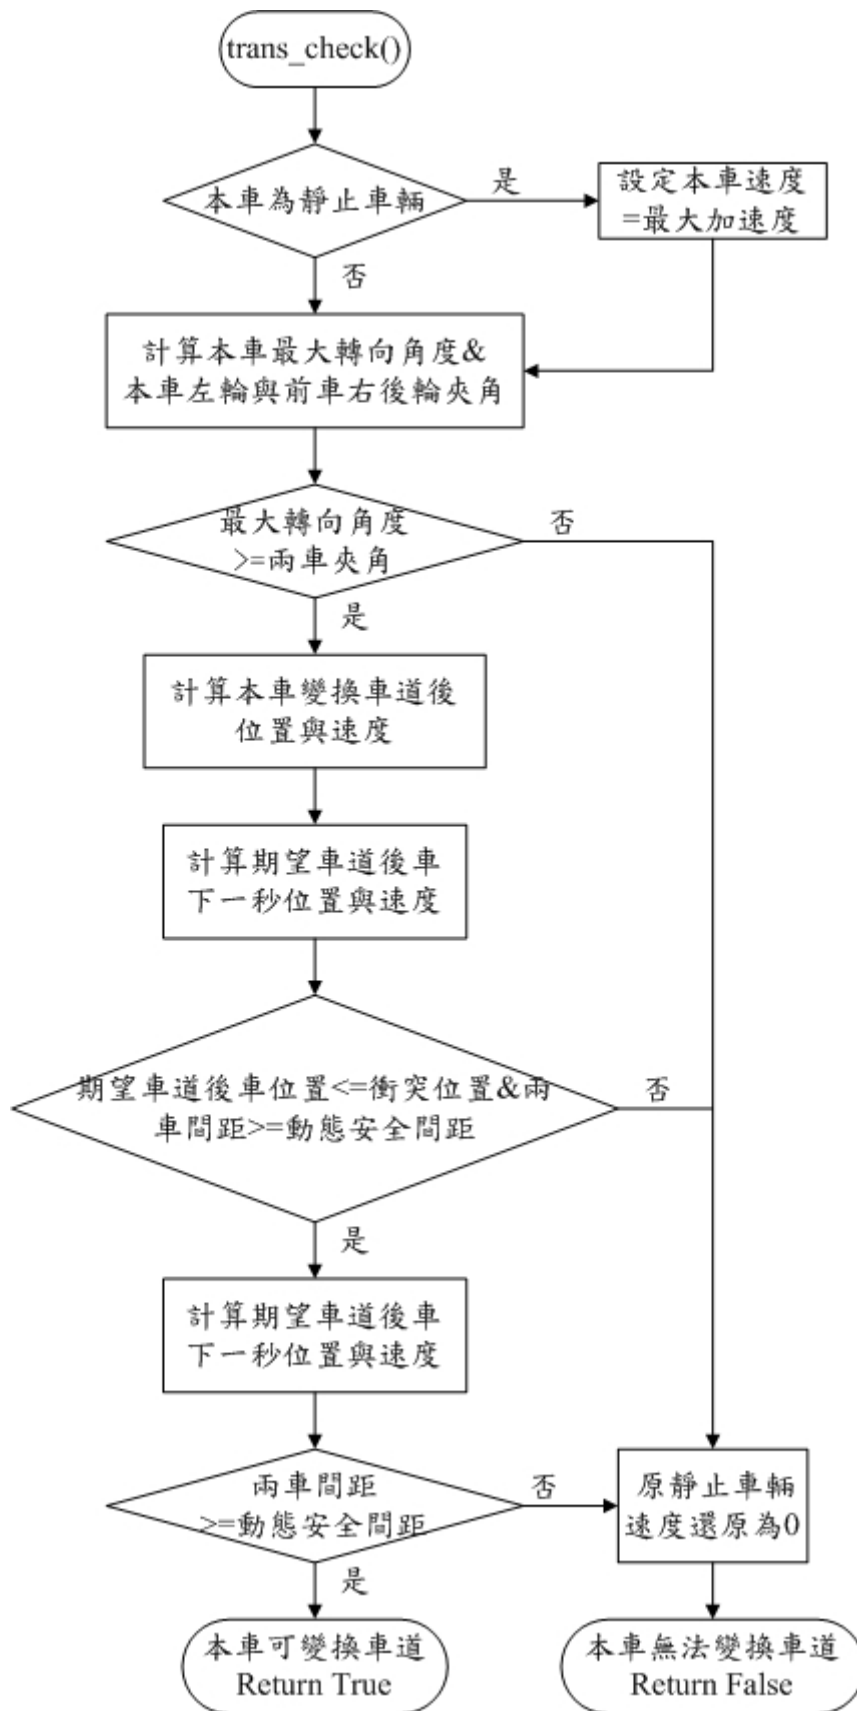 trans_check()
本車為靜止車輛
是
設定本車速度
=最大加速度
否
計算本車最大轉向角度&
本車左輪與前車右後輪夾角
最大轉向角度
>=兩車夾角
否
是
計算本車變換車道後
位置與速度
計算期望車道後車
下一秒位置與速度
期望車道後車位置<=衝突位置&兩
車間距>=動態安全間距
否
是
計算期望車道後車
下一秒位置與速度
兩車間距
>=動態安全間距
否
原靜止車輛
速度還原為0
是
本車可變換車道
Return True
本車無法變換車道
Return False